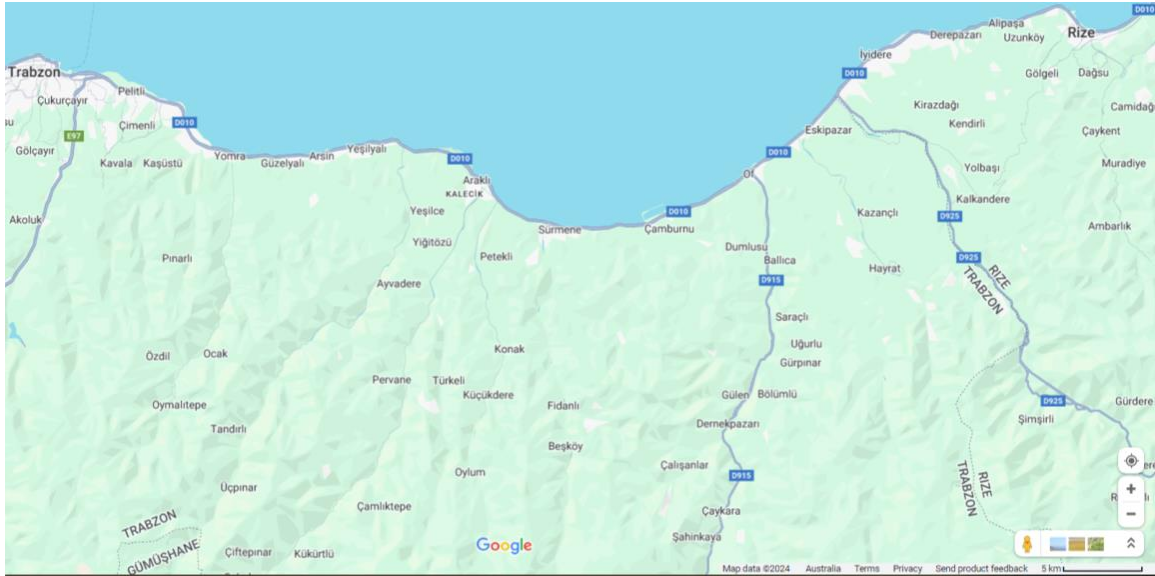 D010
Alipaşa
Derepazarı
Uzunköy
Rize
İyidere
Trabzon
D010
Gölgeli
Dağsu
Pelitli
Çukurçayır
Kirazdağı
Camidağ
Çimenli
D010
Kendirli
E97
Eskipazar
Çaykent
Gölçayır
Yeşilyalı
D010
D010
Kavala
Kaşüstü
Yomra
Güzelyalı
Arsin
Yolbaşı
Muradiye
Of
Araklı
KALECİK
Kalkandere
Akoluk
Yeşilce
D010
Kazançlı
D925
Sürmene
Çamburnu
Ambarlık
Yiğitözü
Dumlusu
Pınarlı
Petekli
Ballıca
D925
Hayrat
RİZE
TRABZON
Ayvadere
D915
Saraçlı
Uğurlu
Özdil
Ocak
Konak
Gürpınar
Pervane
Türkeli
Küçükdere
Gülen
Bölümlü
D925
Gürdere
Oymalıtepe
Fidanlı
Şimşirli
Tandırlı
Dernekpazarı
Beşköy
Çalışanlar
Oylum
D915
RİZE
TRABZON
Üçpınar
Çamlıktepe
Çaykara
TRABZON
GÜMÜŞHANE
Çiftepınar
Kükürtlü
Google
Şahinkaya
Map data ©2024 Australia Terms Privacy Send product feedback 5 km